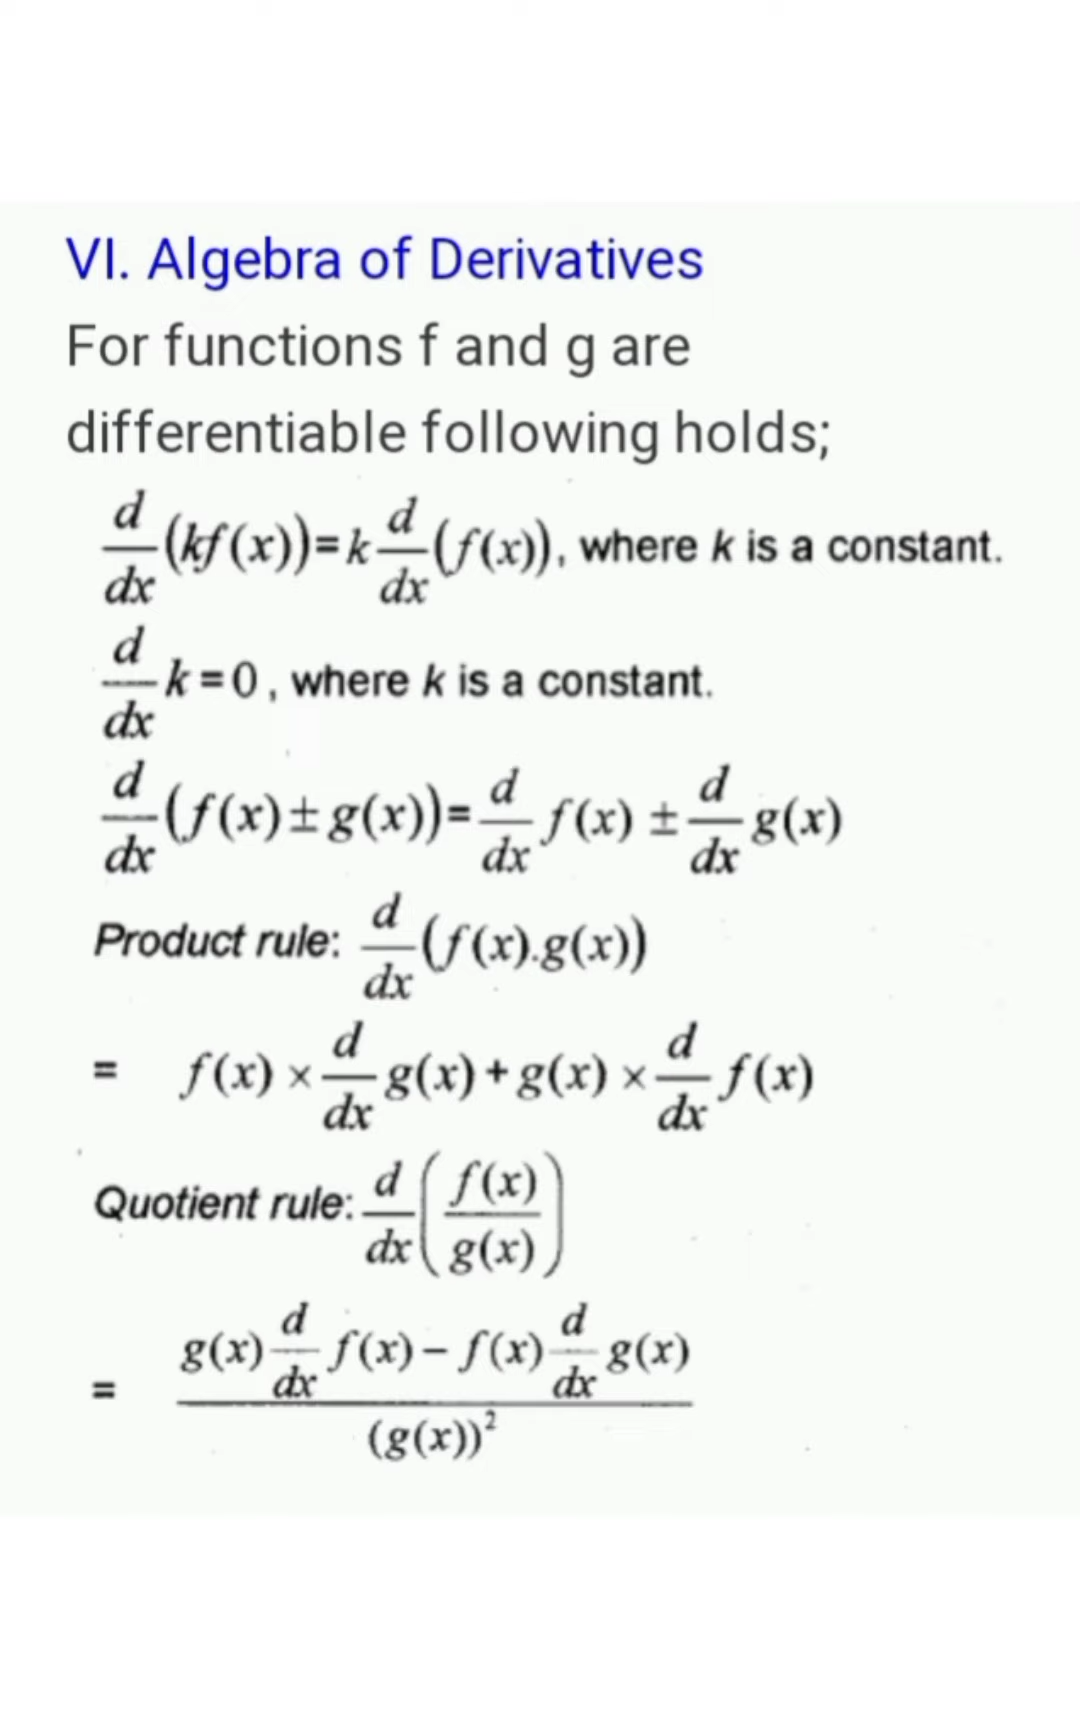 VI. Algebra of Derivatives
For functions f and g are
differentiable following holds;
d/dx (kf(x))=k d/dx (f(x)), where k is a constant.
d/dx k=0, where k is a constant.
d/dx (f(x)±g(x))= d/dx f(x) ± d/dx g(x)
Product rule: d/dx (f(x).g(x))
= f(x) × d/dx g(x)+g(x) × d/dx f(x)
Quotient rule: d/dx (f(x)/g(x))
= (g(x) d/dx f(x) – f(x) d/dx g(x))/(g(x))²